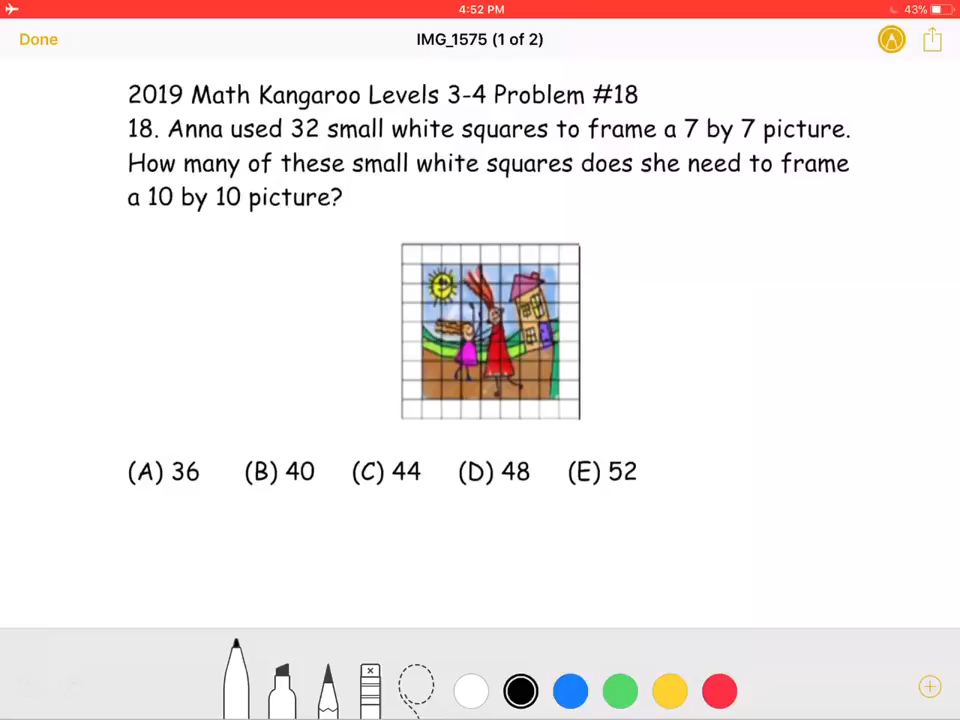 4:52 PM
43%
Done
IMG_1575 (1 of 2)
2019 Math Kangaroo Levels 3-4 Problem #18
18. Anna used 32 small white squares to frame a 7 by 7 picture.
How many of these small white squares does she need to frame
a 10 by 10 picture?
(A) 36 (B) 40 (C) 44 (D) 48 (E) 52